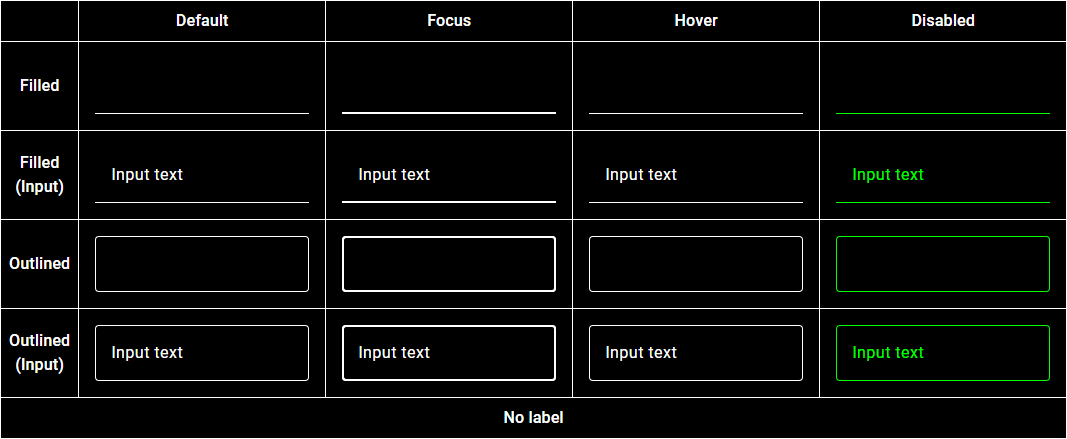 Default Focus Hover Disabled
Filled
Filled
(Input)
Input text Input text Input text Input text
Outlined
Outlined
(Input)
Input text Input text Input text Input text
No label